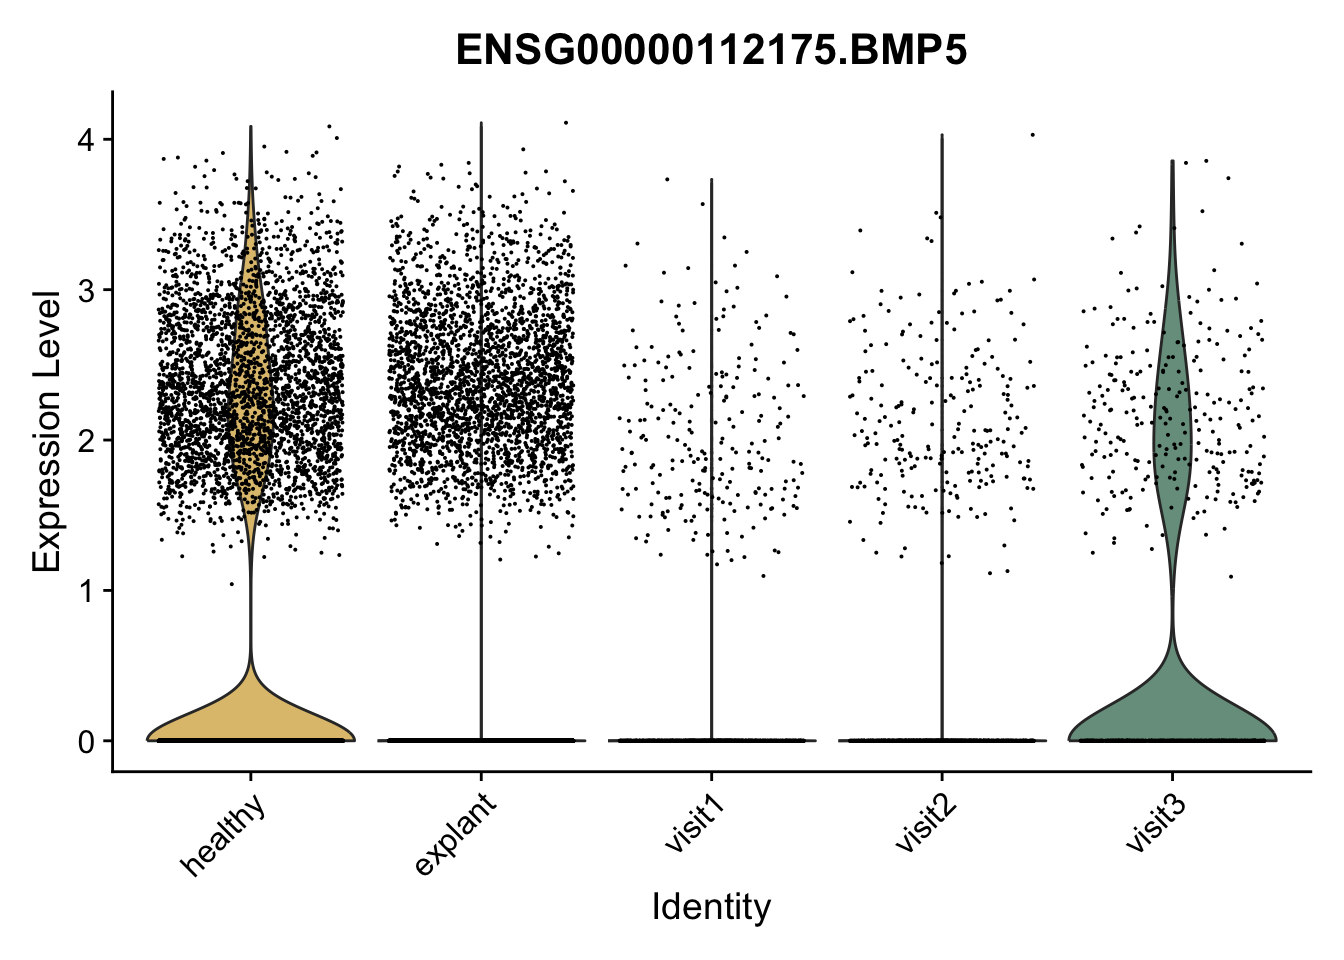 ENSG00000112175.BMP5
Expression Level
4
3
2
1
0
healthy
explant
visit1
visit2
visit3
Identity